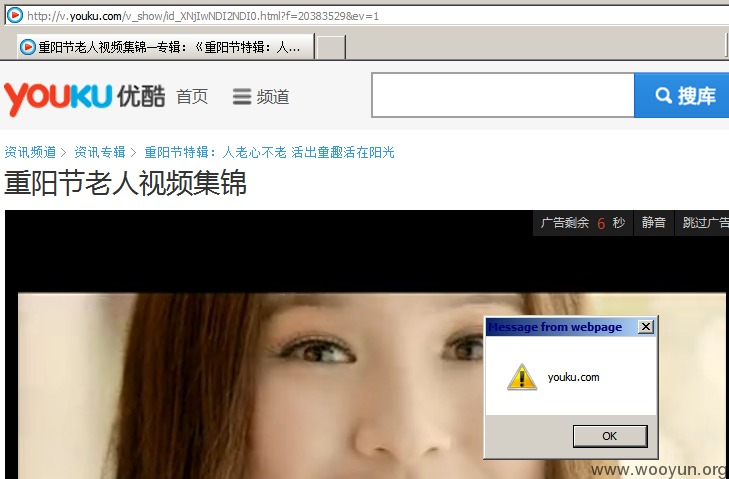 http://v.youku.com/v_show/id_XNjIwNDI2NDI0.html?f=20383529&ev=1
重阳节老人视频集锦—专辑：《重阳节特辑：人...
YOUKU 优酷 首页 频道 搜库
资讯频道 > 资讯专辑 > 重阳节特辑：人老心不老 活出童趣活在阳光
重阳节老人视频集锦
广告剩余 6 秒 静音 跳过广告
Message from webpage
youku.com
OK
www.wooyun.org